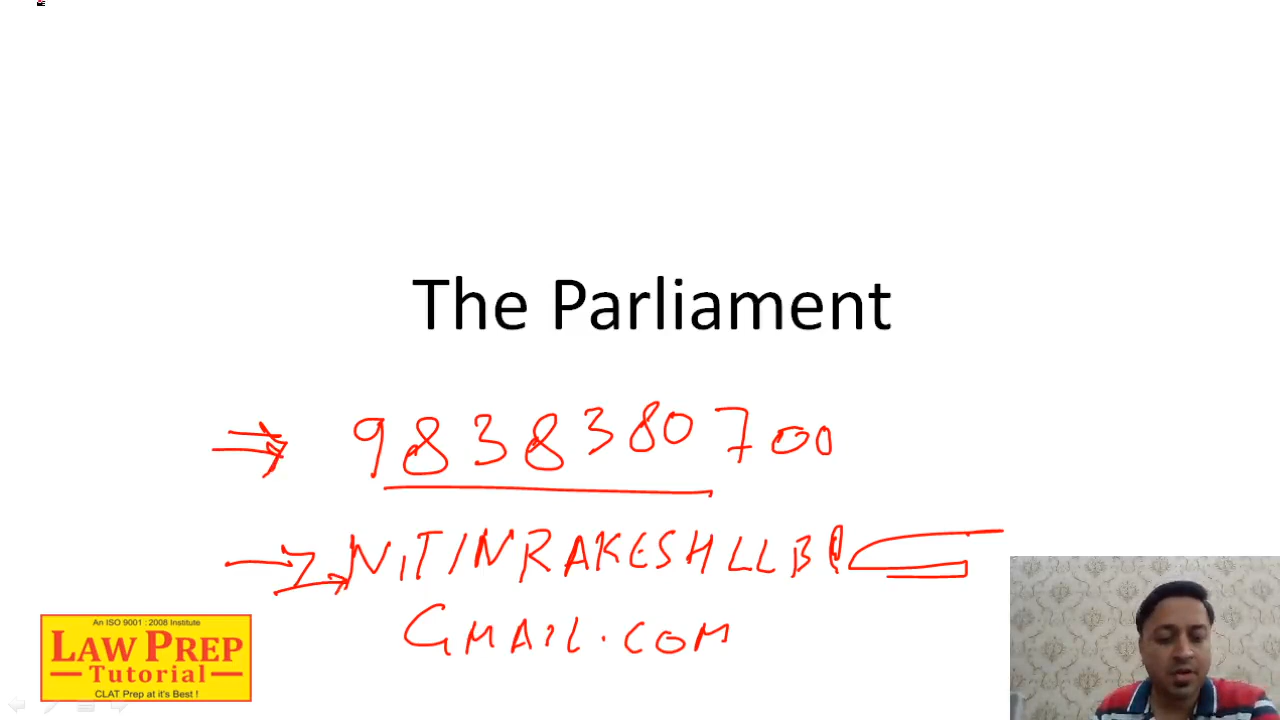 The Parliament
9838380700
NITINRAKESHLLB@
GMAIL.COM
An ISO 9001 : 2008 Institute
LAW PREP
Tutorial
CLAT Prep at it's Best !